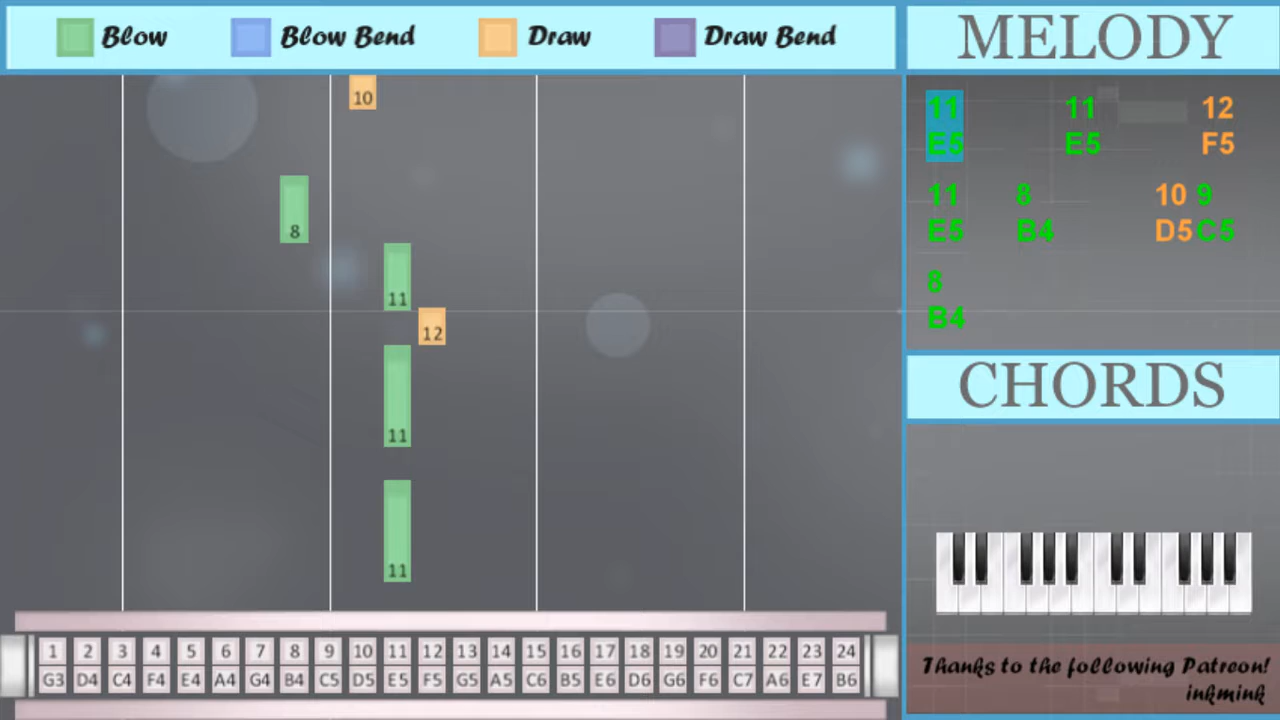 Blow Blow Bend Draw Draw Bend
MELODY
10
8
11
12
11
11
11 11 12
E5 E5 F5
11 8 10 9
E5 B4 D5 C5
8
B4
CHORDS
1 2 3 4 5 6 7 8 9 10 11 12 13 14 15 16 17 18 19 20 21 22 23 24
G3 D4 C4 F4 E4 A4 G4 B4 C5 D5 E5 F5 G5 A5 C6 B5 E6 D6 G6 F6 C7 A6 E7 B6
Thanks to the following Patreon!
inkmink